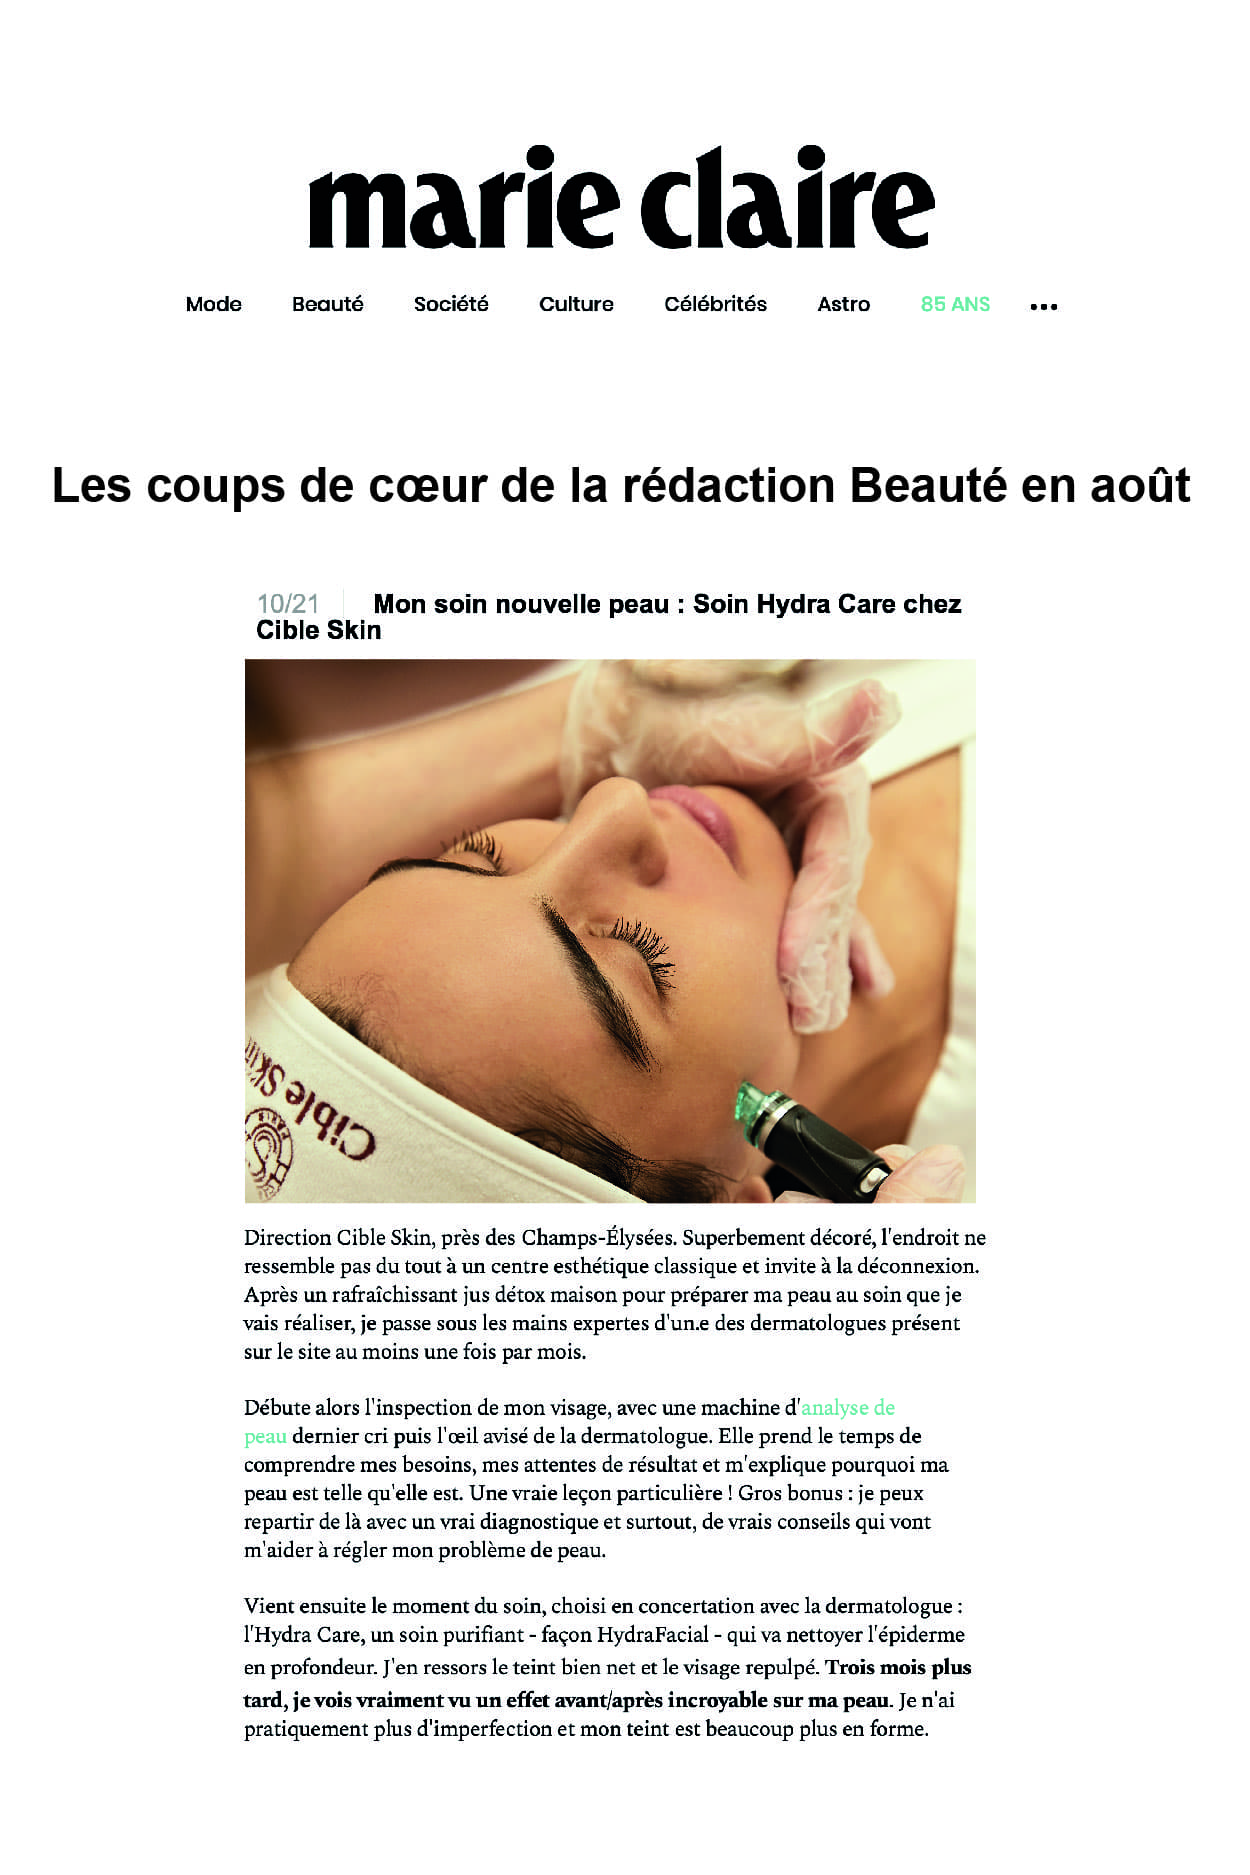 marie claire
Mode Beauté Société Culture Célébrités Astro 85 ANS •••
Les coups de cœur de la rédaction Beauté en août
10/21 Mon soin nouvelle peau : Soin Hydra Care chez
Cible Skin
Cible Skin
Cible Skin
PARIS
Direction Cible Skin, près des Champs-Élysées. Superbement décoré, l'endroit ne
ressemble pas du tout à un centre esthétique classique et invite à la déconnexion.
Après un rafraîchissant jus détox maison pour préparer ma peau au soin que je
vais réaliser, je passe sous les mains expertes d'un.e des dermatologues présent
sur le site au moins une fois par mois.
Débute alors l'inspection de mon visage, avec une machine d'analyse de
peau dernier cri puis l'œil avisé de la dermatologue. Elle prend le temps de
comprendre mes besoins, mes attentes de résultat et m'explique pourquoi ma
peau est telle qu'elle est. Une vraie leçon particulière ! Gros bonus : je peux
repartir de là avec un vrai diagnostique et surtout, de vrais conseils qui vont
m'aider à régler mon problème de peau.
Vient ensuite le moment du soin, choisi en concertation avec la dermatologue :
l'Hydra Care, un soin purifiant - façon HydraFacial - qui va nettoyer l'épiderme
en profondeur. J'en ressors le teint bien net et le visage repulpé. Trois mois plus
tard, je vois vraiment vu un effet avant/après incroyable sur ma peau. Je n'ai
pratiquement plus d'imperfection et mon teint est beaucoup plus en forme.